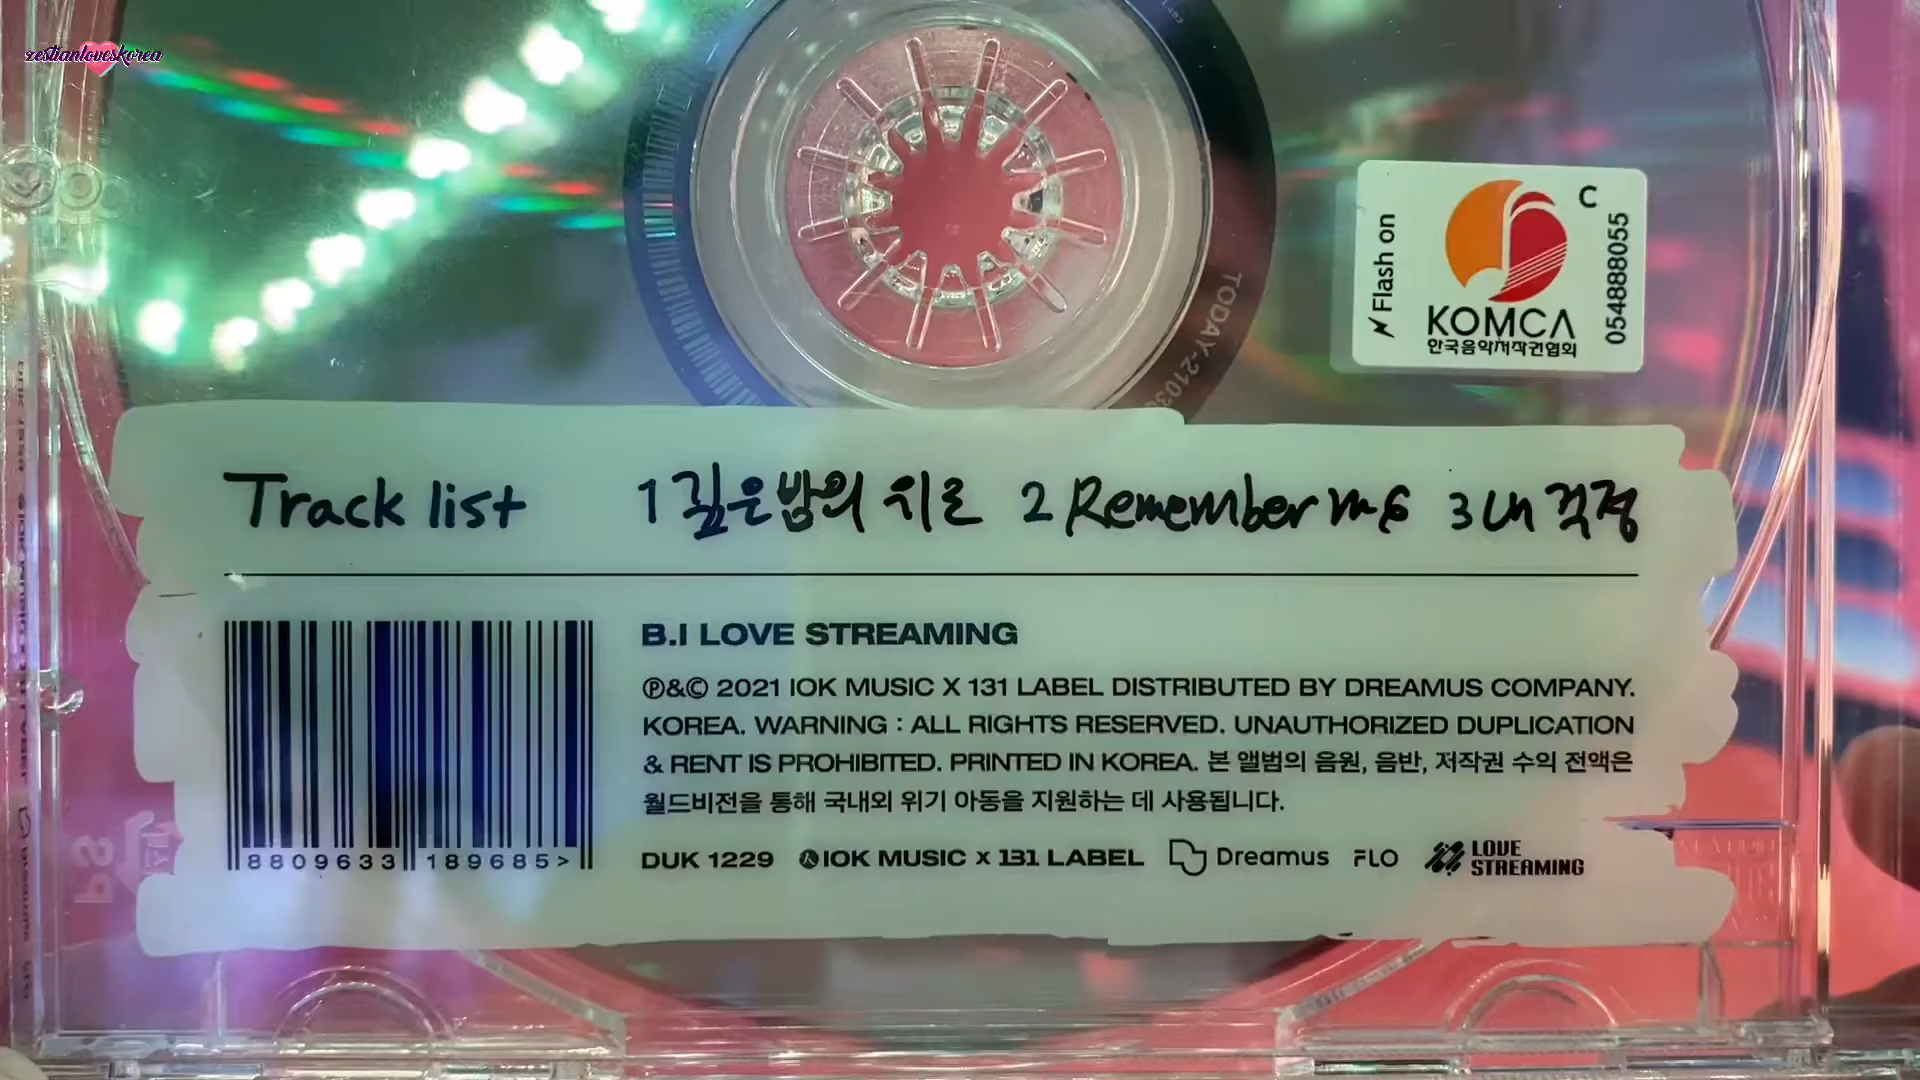 zestianloveskorea
TODAY-2103
Flash on
C
KOMCA
한국음악저작권협회
0548880055
Track list 1 깊은밤의 위로 2 Remember me 3 내 걱정
B.I LOVE STREAMING
Ⓟ&© 2021 IOK MUSIC X 131 LABEL DISTRIBUTED BY DREAMUS COMPANY.
KOREA. WARNING : ALL RIGHTS RESERVED. UNAUTHORIZED DUPLICATION
& RENT IS PROHIBITED. PRINTED IN KOREA. 본 앨범의 음원, 음반, 저작권 수익 전액은
월드비전을 통해 국내외 위기 아동을 지원하는 데 사용됩니다.
8809633 189685>
DUK 1229 IOK MUSIC x 131 LABEL Dreamus FLO LOVE
STREAMING